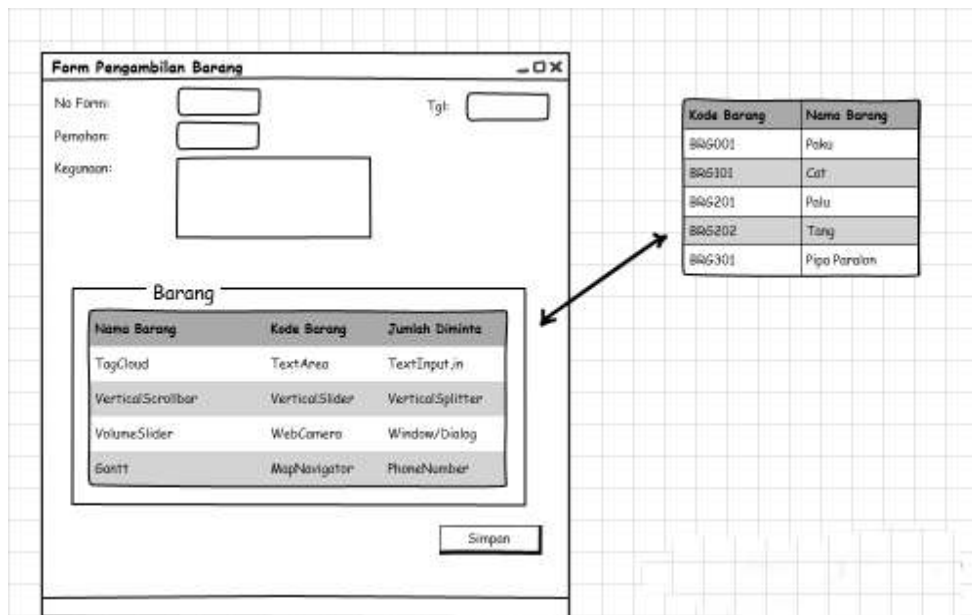 Form Pengambilan Barang
No Form:
Tgl:
Pemohon:
Kegunaan:
Barang
Nama Barang Kode Barang Jumlah Diminta
TagCloud TextArea TextInput,in
VerticalScrollbar VerticalSlider VerticalSplitter
VolumeSlider WebCamera Window/Dialog
Gantt MapNavigator PhoneNumber
Simpan
Kode Barang Nama Barang
BRG001 Paku
BRG101 Cat
BRG201 Palu
BRG202 Tang
BRG301 Pipa Paralon